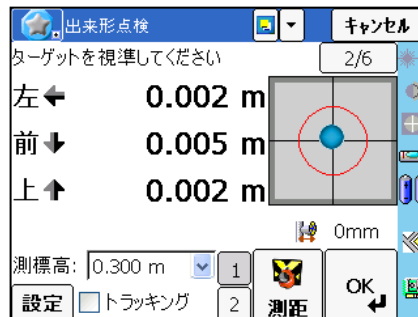 出来形点検 キャンセル
ターゲットを視準してください 2/6
左 0.002 m
前 0.005 m
上 0.002 m
0mm
測標高: 0.300 m 1
設定 トラッキング 2 測距 OK